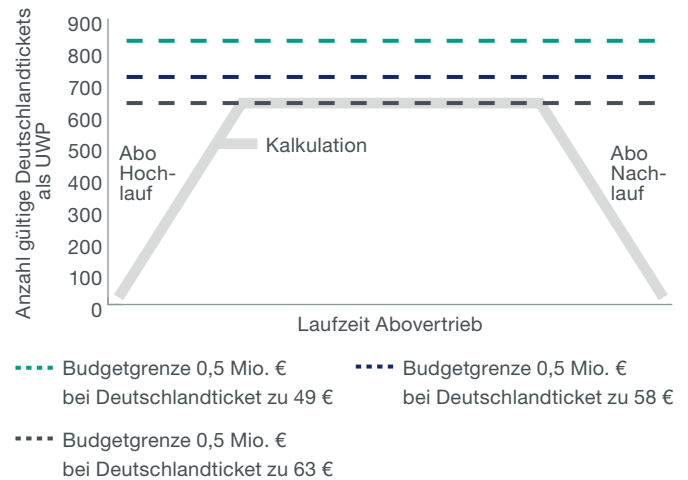 Anzahl gültige Deutschlandtickets
als UWP
900
800
700
600
500
400
300
200
100
0
Abo
Hoch-
lauf
Kalkulation
Abo
Nach-
lauf
Laufzeit Abovertrieb
Budgetgrenze 0,5 Mio. €
bei Deutschlandticket zu 49 €
Budgetgrenze 0,5 Mio. €
bei Deutschlandticket zu 58 €
Budgetgrenze 0,5 Mio. €
bei Deutschlandticket zu 63 €